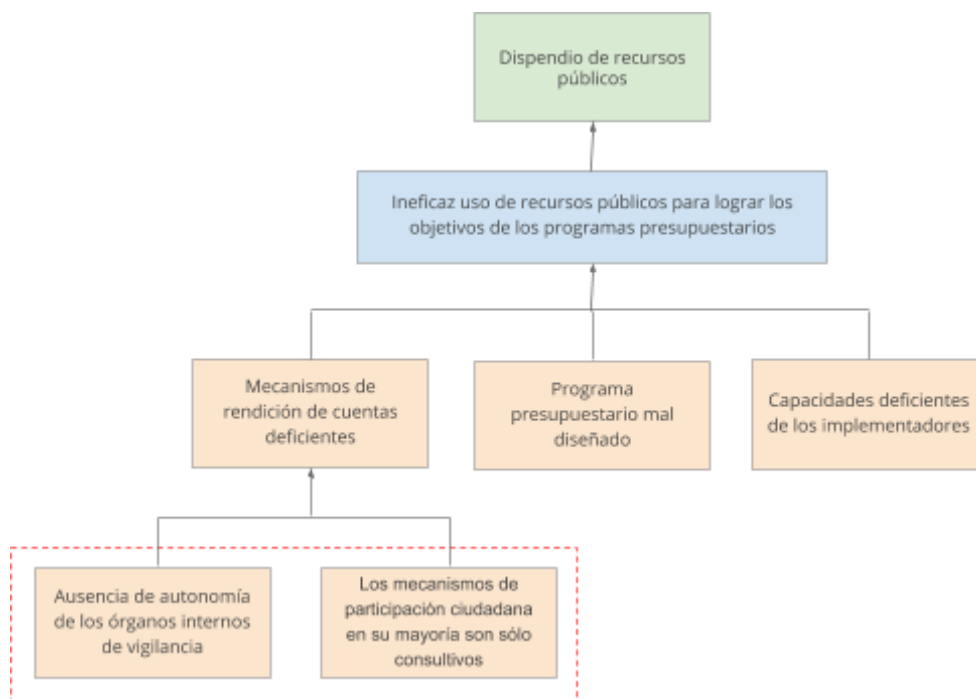 Dispendio de recursos
públicos
Ineficaz uso de recursos públicos para lograr los
objetivos de los programas presupuestarios
Mecanismos de
rendición de cuentas
deficientes
Programa
presupuestario mal
diseñado
Capacidades deficientes
de los implementadores
Ausencia de autonomía
de los órganos internos
de vigilancia
Los mecanismos de
participación ciudadana
en su mayoría son sólo
consultivos